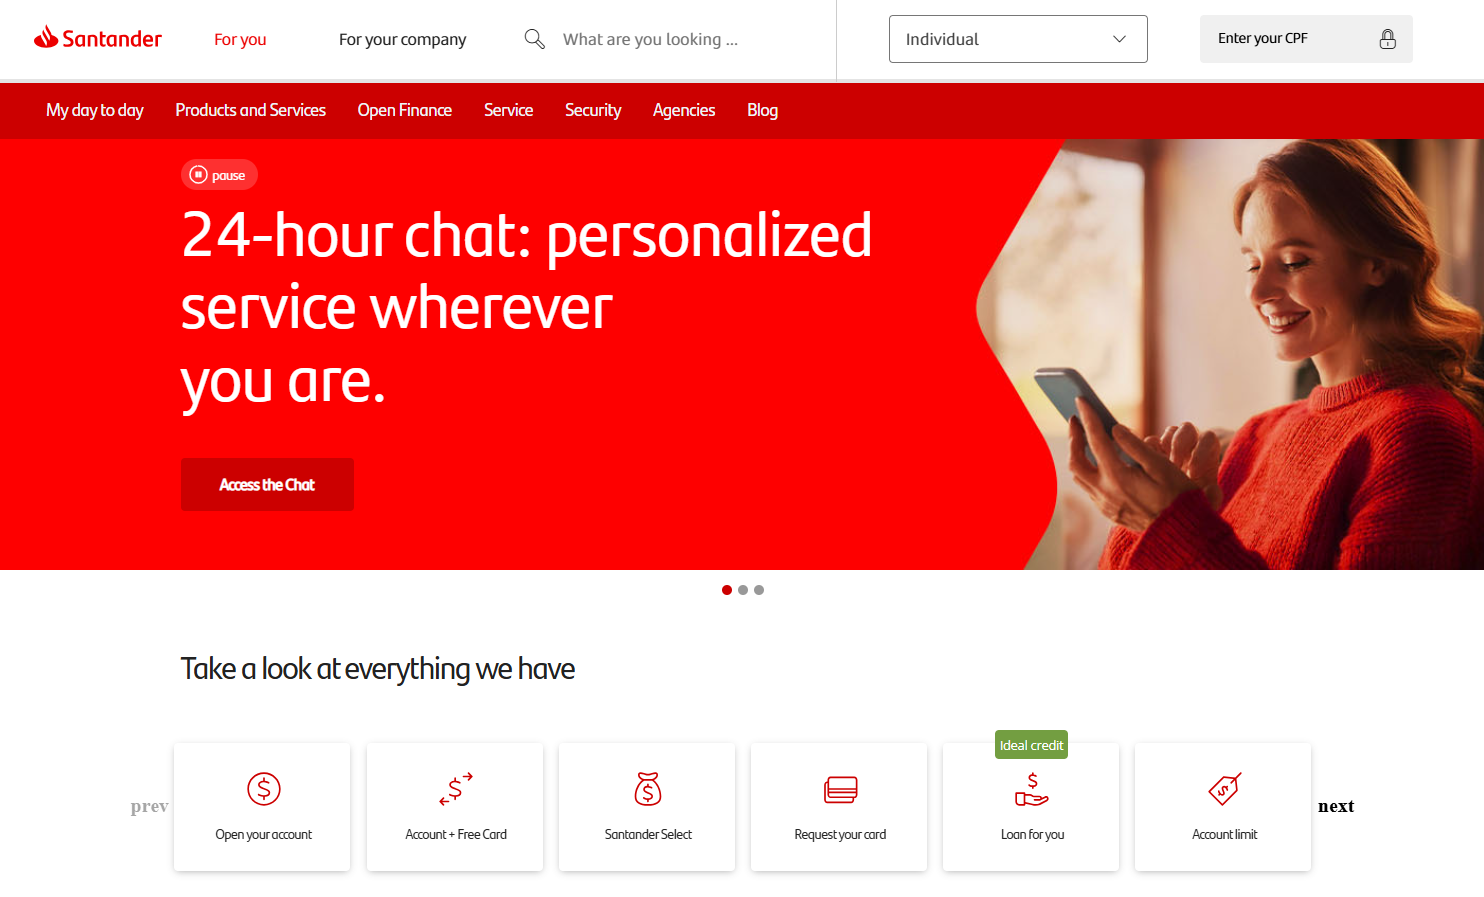 Santander
For you
For your company
What are you looking ...
Individual
Enter your CPF
My day to day
Products and Services
Open Finance
Service
Security
Agencies
Blog
pause
24-hour chat: personalized
service wherever
you are.
Access the Chat
Take a look at everything we have
prev
Open your account
Account + Free Card
Santander Select
Request your card
Ideal credit
Loan for you
Account limit
next